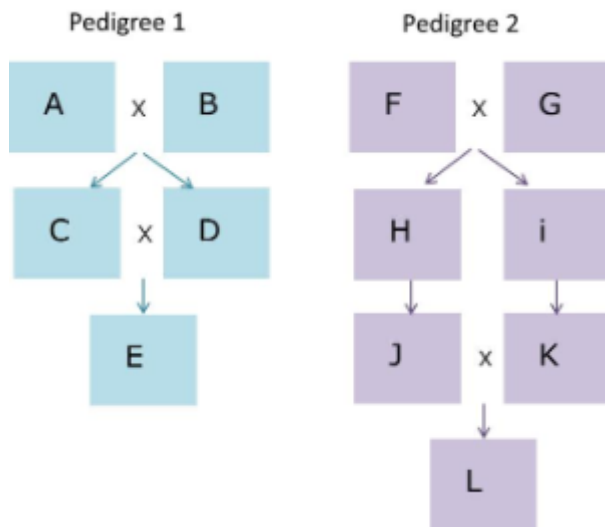 Pedigree 1
A x B
C x D
E
Pedigree 2
F x G
H i
J x K
L